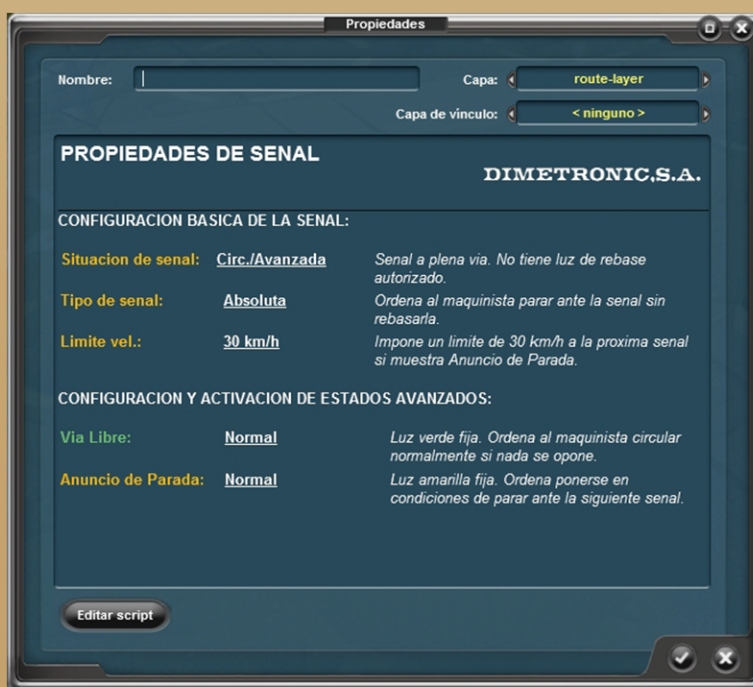 Propiedades
Nombre:
Capa: route-layer
Capa de vínculo: < ninguno >
PROPIEDADES DE SENAL
DIMETRONIC,S.A.
CONFIGURACION BASICA DE LA SENAL:
Situacion de senal: Circ./Avanzada Senal a plena via. No tiene luz de rebase
autorizado.
Tipo de senal: Absoluta Ordena al maquinista parar ante la senal sin
rebasarla.
Limite vel.: 30 km/h Impone un limite de 30 km/h a la proxima senal
si muestra Anuncio de Parada.
CONFIGURACION Y ACTIVACION DE ESTADOS AVANZADOS:
Via Libre: Normal Luz verde fija. Ordena al maquinista circular
normalmente si nada se opone.
Anuncio de Parada: Normal Luz amarilla fija. Ordena ponerse en
condiciones de parar ante la siguiente senal.
Editar script